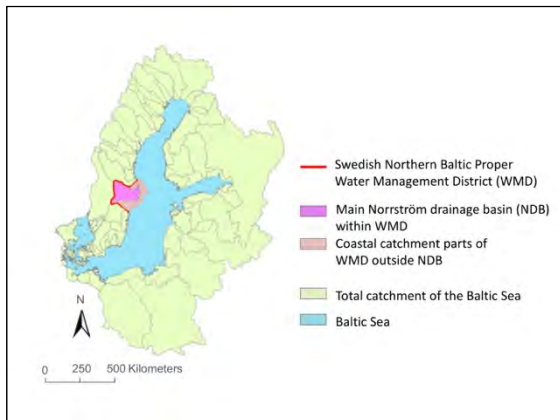 Swedish Northern Baltic Proper
Water Management District (WMD)
Main Norrström drainage basin (NDB)
within WMD
Coastal catchment parts of
WMD outside NDB
Total catchment of the Baltic Sea
Baltic Sea
N
0 250 500 Kilometers